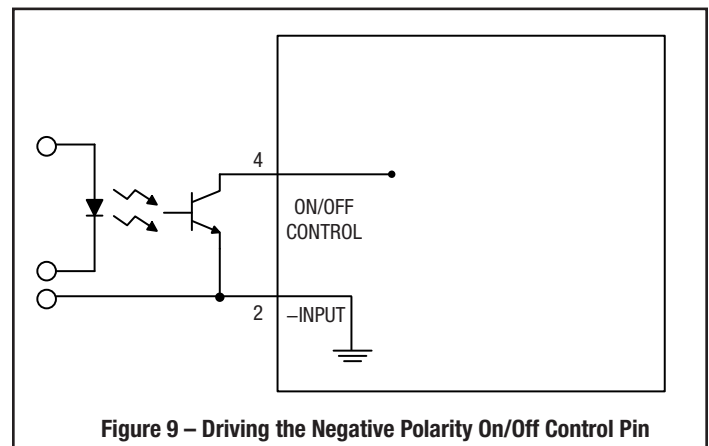 4
ON/OFF
CONTROL
2
–INPUT
Figure 9 – Driving the Negative Polarity On/Off Control Pin